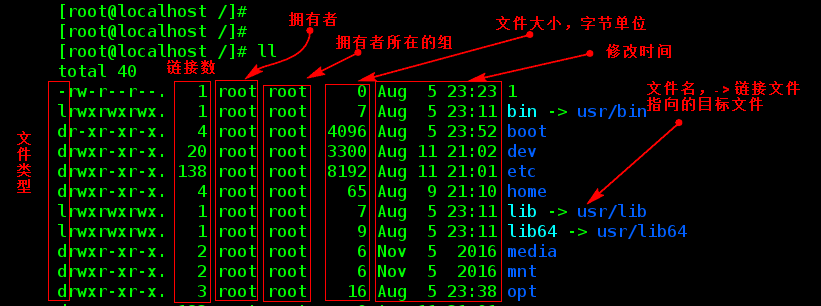 [root@localhost /]#
[root@localhost /]#
[root@localhost /]# ll
total 40
拥有者
拥有者所在的组
文件大小，字节单位
修改时间
链接数
文件名，-> 链接文件
指向的目标文件
文件类型
-rw-r--r--. 1 root root 0 Aug 5 23:23 1
lrwxrwxrwx. 1 root root 7 Aug 5 23:11 bin -> usr/bin
dr-xr-xr-x. 4 root root 4096 Aug 5 23:52 boot
drwxr-xr-x. 20 root root 3300 Aug 11 21:02 dev
drwxr-xr-x. 138 root root 8192 Aug 11 21:01 etc
drwxr-xr-x. 4 root root 65 Aug 9 21:10 home
lrwxrwxrwx. 1 root root 7 Aug 5 23:11 lib -> usr/lib
lrwxrwxrwx. 1 root root 9 Aug 5 23:11 lib64 -> usr/lib64
drwxr-xr-x. 2 root root 6 Nov 5 2016 media
drwxr-xr-x. 2 root root 6 Nov 5 2016 mnt
drwxr-xr-x. 3 root root 16 Aug 5 23:38 opt